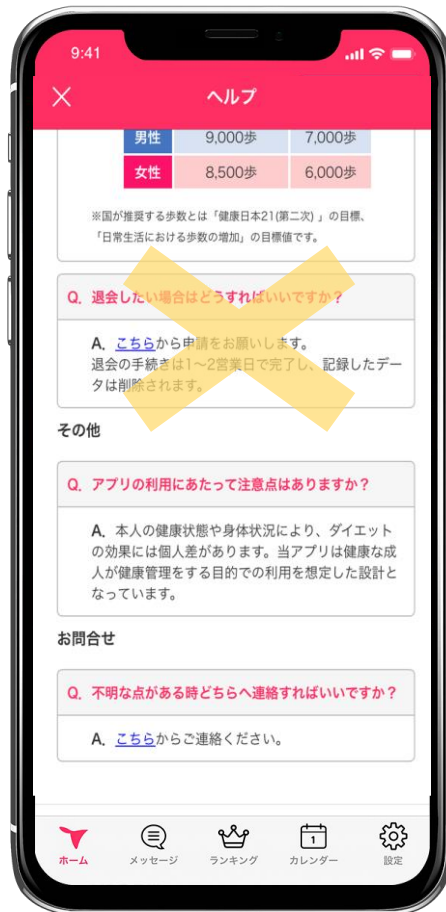 9:41
ヘルプ
男性 9,000歩 7,000歩
女性 8,500歩 6,000歩
※国が推奨する歩数とは「健康日本21(第二次) 」の目標、
「日常生活における歩数の増加」の目標値です。
Q. 退会したい場合はどうすればいいですか？
A. こちらから申請をお願いします。
退会の手続きは1〜2営業日で完了し、記録したデー
タは削除されます。
その他
Q. アプリの利用にあたって注意点はありますか？
A. 本人の健康状態や身体状況により、ダイエット
の効果には個人差があります。当アプリは健康な成
人が健康管理をする目的での利用を想定した設計と
なっています。
お問合せ
Q. 不明な点がある時どちらへ連絡すればいいですか？
A. こちらからご連絡ください。
ホーム メッセージ ランキング 1 カレンダー 設定